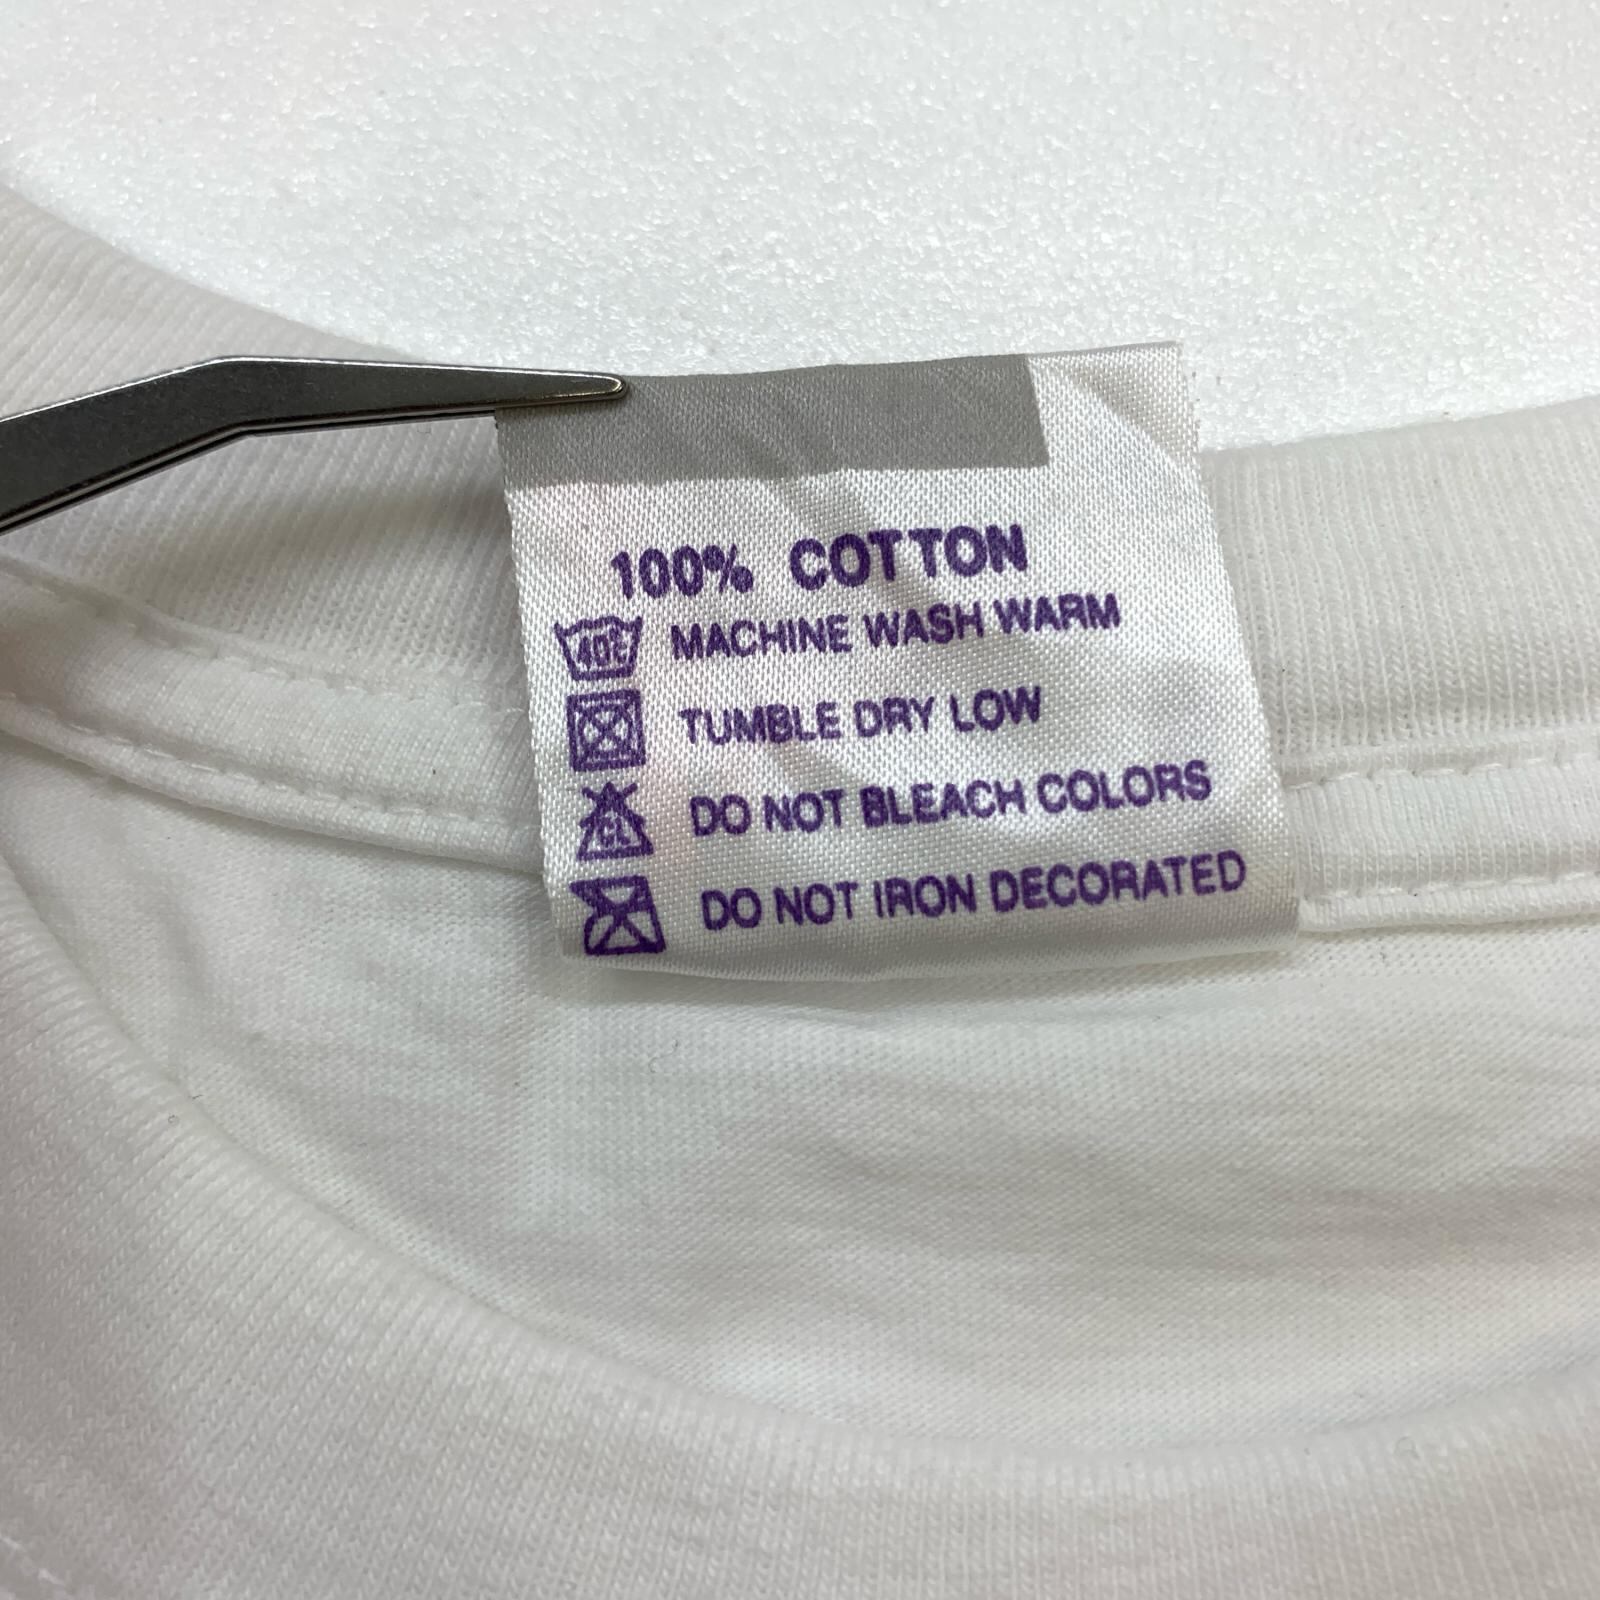 100% COTTON
40°C MACHINE WASH WARM
TUMBLE DRY LOW
CL DO NOT BLEACH COLORS
DO NOT IRON DECORATED